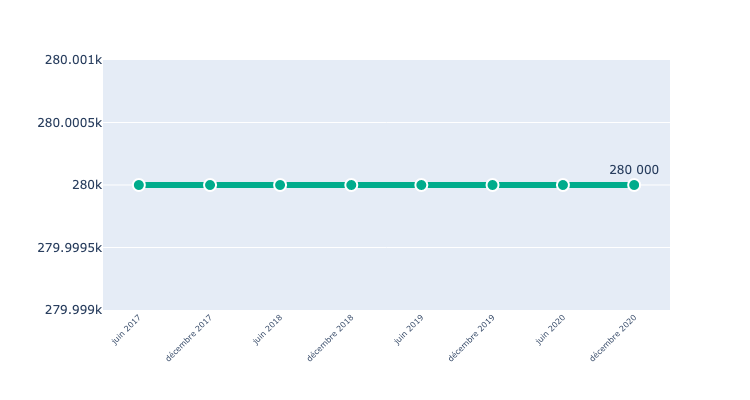 280.001k
280.0005k
280k
279.9995k
279.999k
280 000
juin 2017
décembre 2017
juin 2018
décembre 2018
juin 2019
décembre 2019
juin 2020
décembre 2020